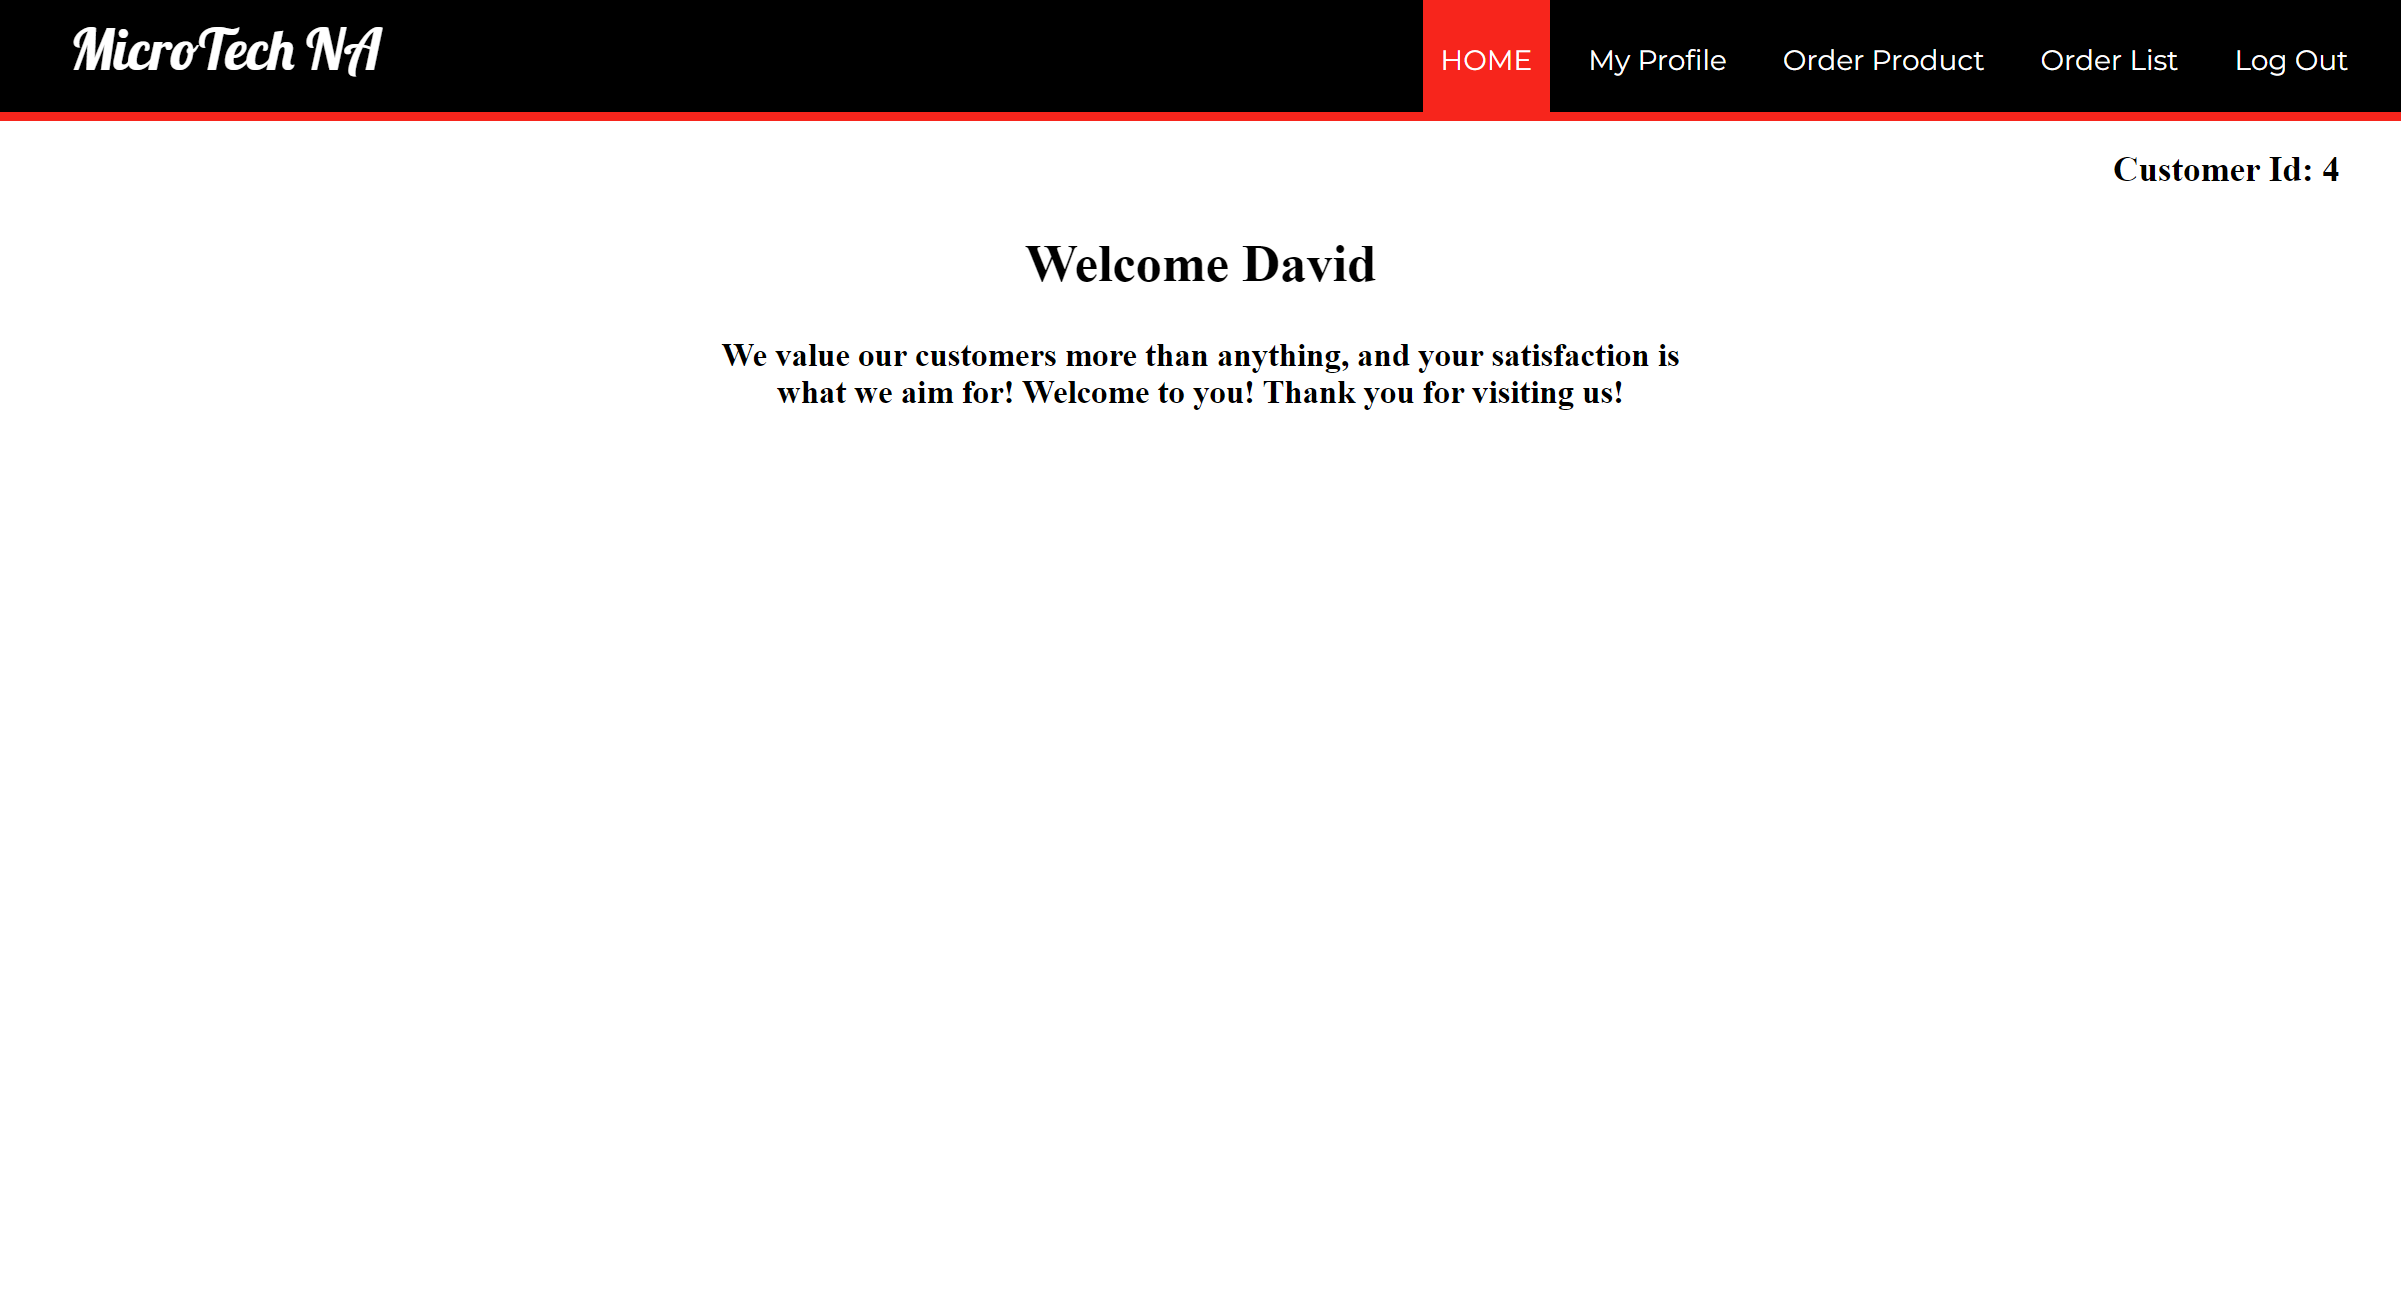 MicroTech NA
HOME My Profile Order Product Order List Log Out
Customer Id: 4
Welcome David
We value our customers more than anything, and your satisfaction is
what we aim for! Welcome to you! Thank you for visiting us!